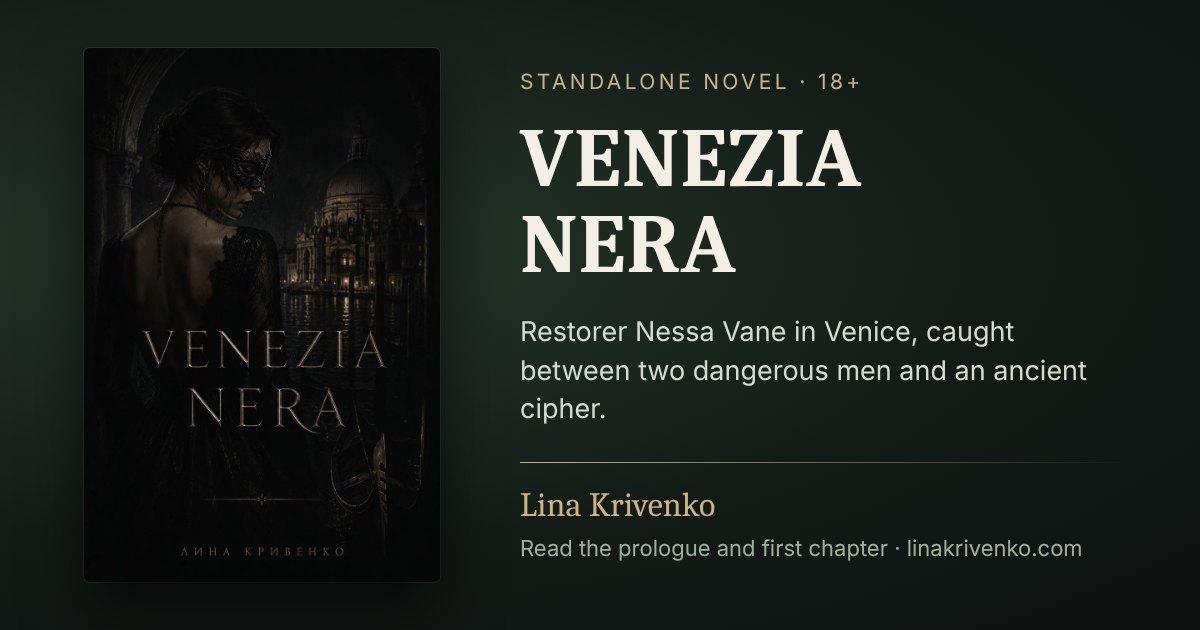 VENEZIA
NERA
ЛИНА КРИВЕНКО
STANDALONE NOVEL · 18+
VENEZIA
NERA
Restorer Nessa Vane in Venice, caught
between two dangerous men and an ancient
cipher.
Lina Krivenko
Read the prologue and first chapter · linakrivenko.com